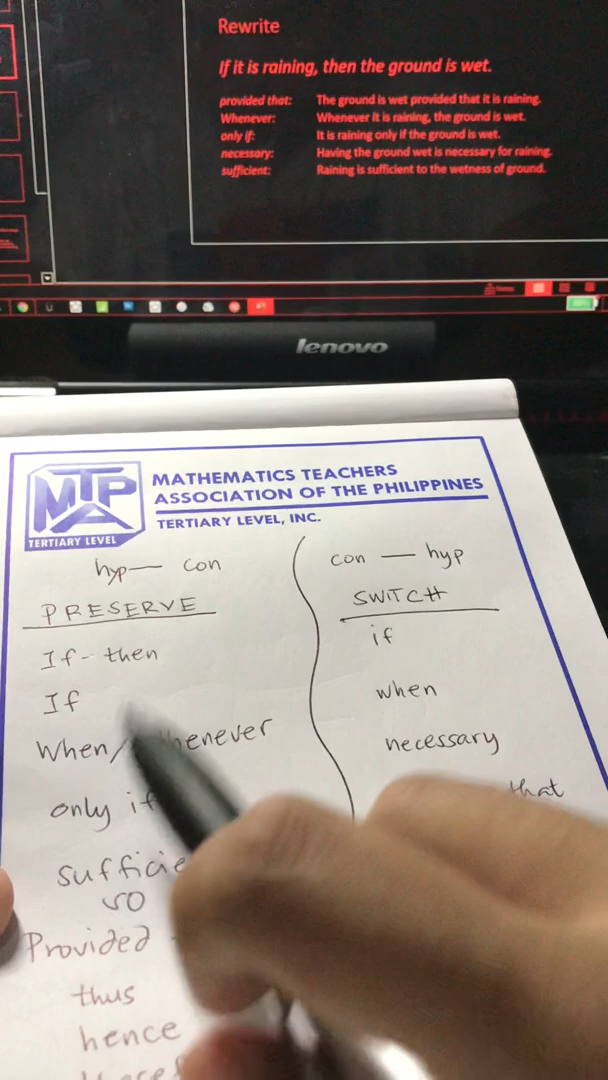 Rewrite
If it is raining, then the ground is wet.
provided that: The ground is wet provided that it is raining.
Whenever: Whenever it is raining, the ground is wet.
only if: It is raining only if the ground is wet.
necessary: Having the ground wet is necessary for raining.
sufficient: Raining is sufficient to the wetness of ground.
lenovo
MTAP
TERTIARY LEVEL
MATHEMATICS TEACHERS
ASSOCIATION OF THE PHILIPPINES
TERTIARY LEVEL, INC.
hyp— con
PRESERVE
If-then
If
When/ henever
only if
sufficie
so
Provided
thus
hence
con — hyp
SWITCH
if
when
necessary
that